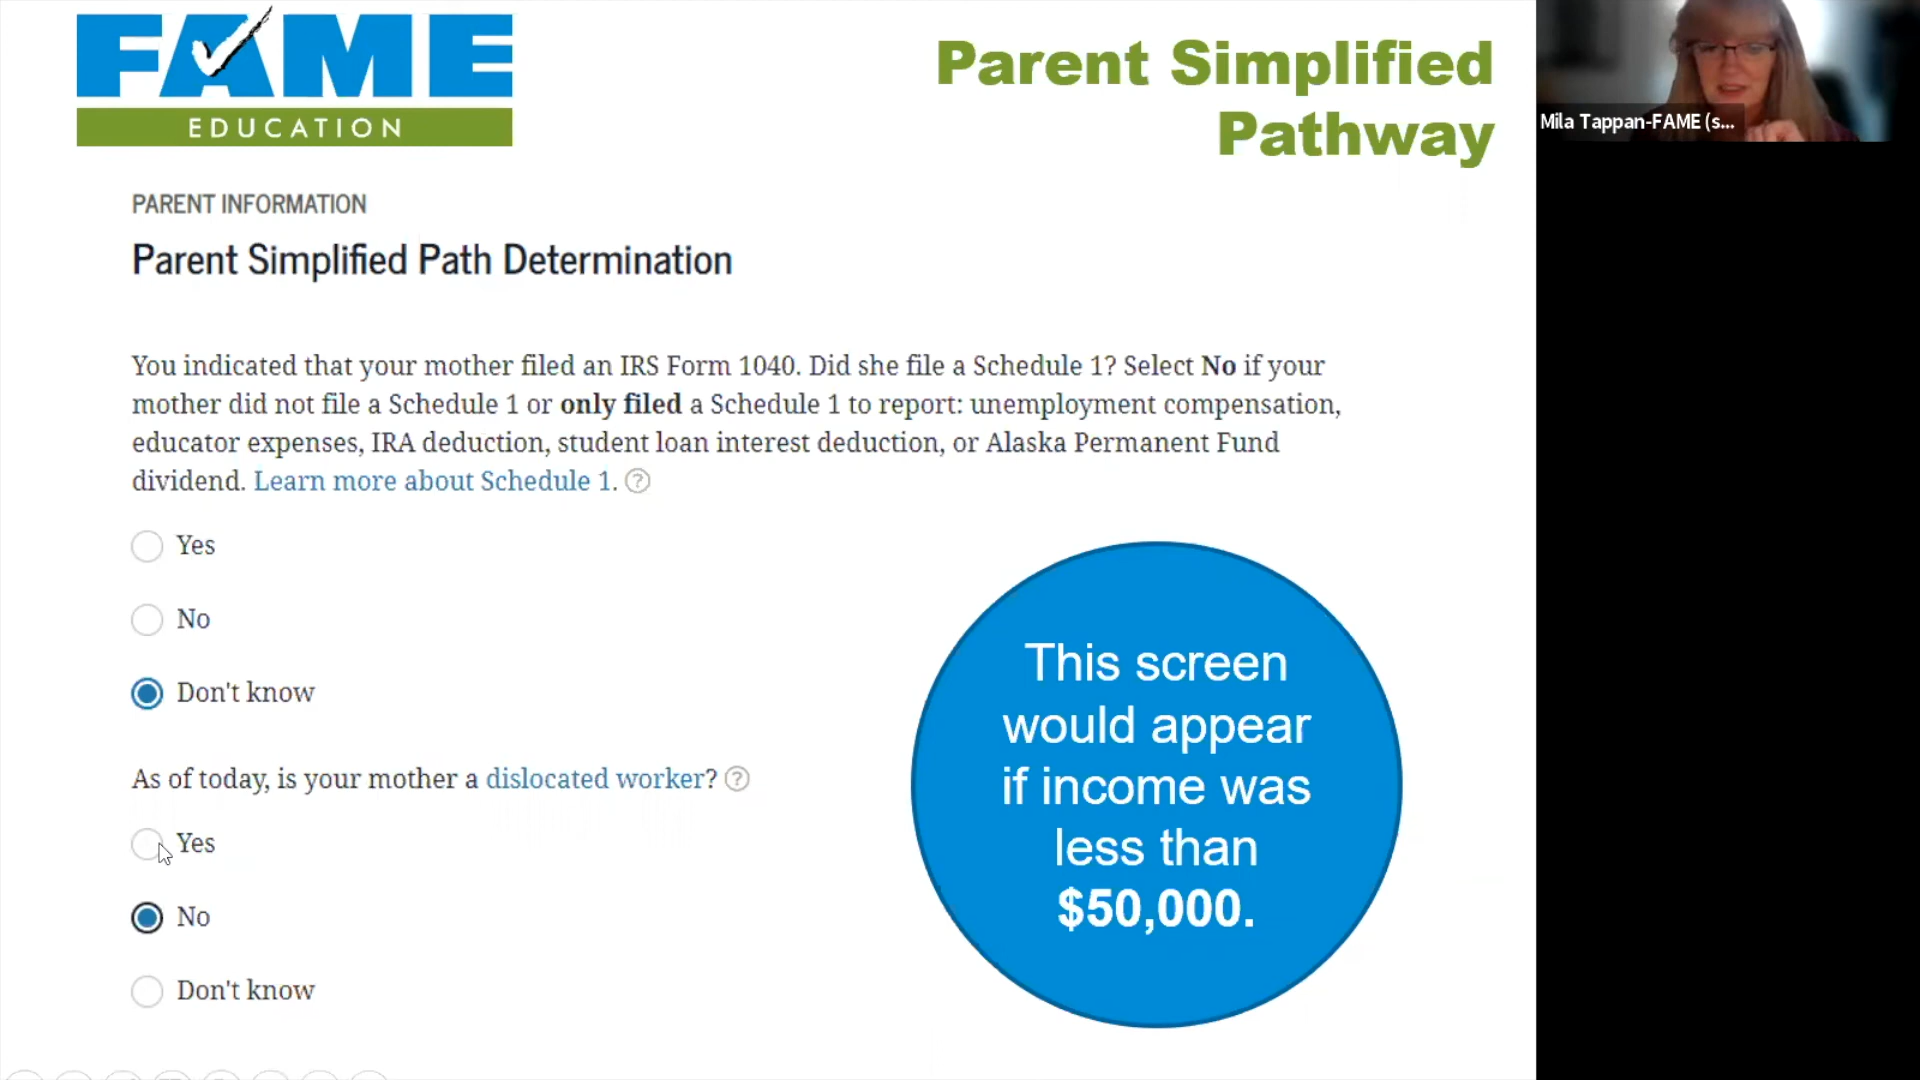 FAME
EDUCATION
Parent Simplified
Pathway
Mila Tappan-FAME (s...
PARENT INFORMATION
Parent Simplified Path Determination
You indicated that your mother filed an IRS Form 1040. Did she file a Schedule 1? Select No if your
mother did not file a Schedule 1 or only filed a Schedule 1 to report: unemployment compensation,
educator expenses, IRA deduction, student loan interest deduction, or Alaska Permanent Fund
dividend. Learn more about Schedule 1. ?
Yes
No
Don't know
As of today, is your mother a dislocated worker? ?
Yes
No
Don't know
This screen
would appear
if income was
less than
$50,000.